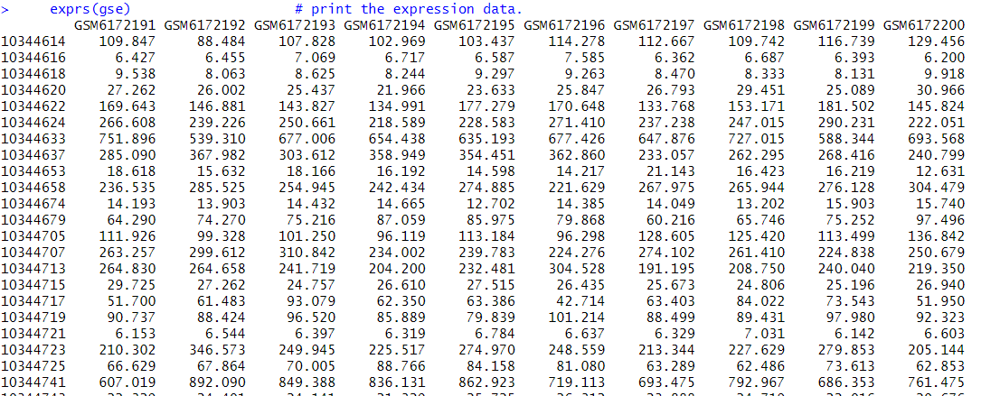 >     exprs(gse)                    # print the expression data.
         GSM6172191 GSM6172192 GSM6172193 GSM6172194 GSM6172195 GSM6172196 GSM6172197 GSM6172198 GSM6172199 GSM6172200
10344614    109.847     88.484    107.828    102.969    103.437    114.278    112.667    109.742    116.739    129.456
10344616      6.427      6.455      7.069      6.717      6.587      7.585      6.362      6.687      6.393      6.200
10344618      9.538      8.063      8.625      8.244      9.297      9.263      8.470      8.333      8.131      9.918
10344620     27.262     26.002     25.437     21.966     23.633     25.847     26.793     29.451     25.089     30.966
10344622    169.643    146.881    143.827    134.991    177.279    170.648    133.768    153.171    181.502    145.824
10344624    266.608    239.226    250.661    218.589    228.583    271.410    237.238    247.015    290.231    222.051
10344633    751.896    539.310    677.006    654.438    635.193    677.426    647.876    727.015    588.344    693.568
10344637    285.090    367.982    303.612    358.949    354.451    362.860    233.057    262.295    268.416    240.799
10344653     18.618     15.632     18.166     16.192     14.598     14.217     21.143     16.423     16.219     12.631
10344658    236.535    285.525    254.945    242.434    274.885    221.629    267.975    265.944    276.128    304.479
10344674     14.193     13.903     14.432     14.665     12.702     14.385     14.049     13.202     15.903     15.740
10344679     64.290     74.270     75.216     87.059     85.975     79.868     60.216     65.746     75.252     97.496
10344705    111.926     99.328    101.250     96.119    113.184     96.298    128.605    125.420    113.499    136.842
10344707    263.257    299.612    310.842    234.002    239.783    224.276    274.102    261.410    224.838    250.679
10344713    264.830    264.658    241.719    204.200    232.481    304.528    191.195    208.750    240.040    219.350
10344715     29.725     27.262     24.757     26.610     27.515     26.435     25.673     24.806     25.196     26.940
10344717     51.700     61.483     93.079     62.350     63.386     42.714     63.403     84.022     73.543     51.950
10344719     90.737     88.424     96.520     85.889     79.839    101.214     88.499     89.431     97.980     92.323
10344721      6.153      6.544      6.397      6.319      6.784      6.637      6.329      7.031      6.142      6.603
10344723    210.302    346.573    249.945    225.517    274.970    248.559    213.344    227.629    279.853    205.144
10344725     66.629     67.864     70.005     88.766     84.158     81.080     63.289     62.486     73.613     62.853
10344741    607.019    892.090    849.388    836.131    862.923    719.113    693.475    792.967    686.353    761.475